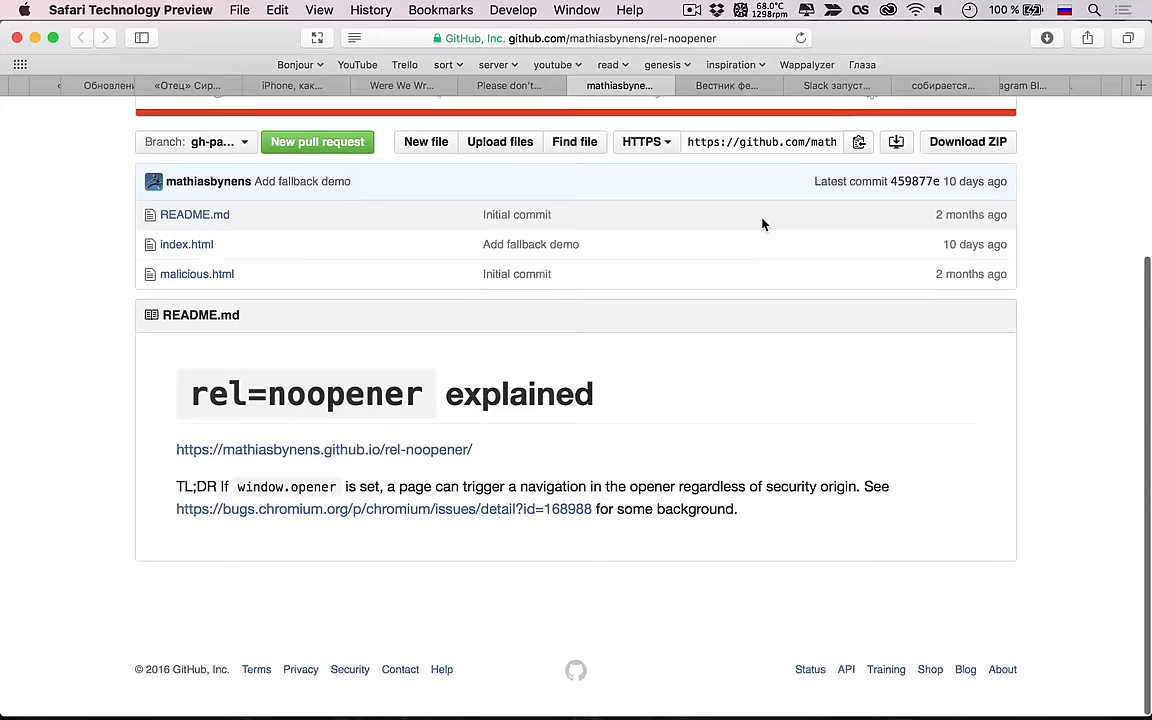 Safari Technology Preview File Edit View History Bookmarks Develop Window Help 68.0°C 1298rpm OS 100 %
GitHub, Inc. github.com/mathiasbynens/rel-noopener
Bonjour YouTube Trello sort server youtube read genesis inspiration Wappalyzer Глаза
Обновлени «Отец» Сир... iPhone, как... Were We Wr... Please don't... mathiasbyne... Вестник фе... Slack запуст... собирается... agram Bl...
Branch: gh-pa... New pull request New file Upload files Find file HTTPS https://github.com/math Download ZIP
mathiasbynens Add fallback demo Latest commit 459877e 10 days ago
README.md Initial commit 2 months ago
index.html Add fallback demo 10 days ago
malicious.html Initial commit 2 months ago
README.md
rel=noopener explained
https://mathiasbynens.github.io/rel-noopener/
TL;DR If window.opener is set, a page can trigger a navigation in the opener regardless of security origin. See
https://bugs.chromium.org/p/chromium/issues/detail?id=168988 for some background.
© 2016 GitHub, Inc. Terms Privacy Security Contact Help Status API Training Shop Blog About